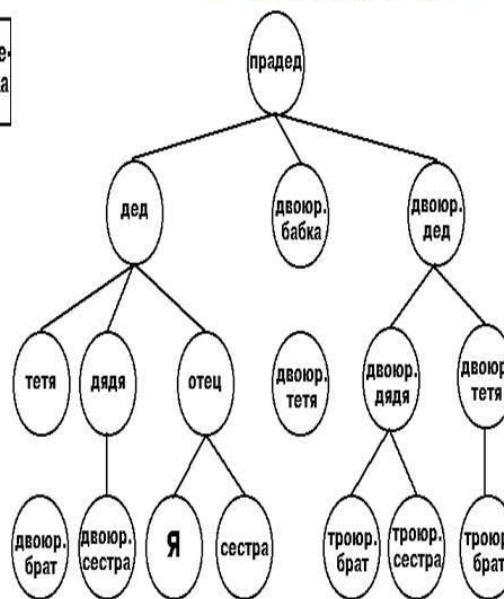 е-
а
прадед
дед
двоюр.
бабка
двоюр.
дед
тетя
дядя
отец
двоюр.
тетя
двоюр.
дядя
двоюр.
тетя
двоюр.
брат
двоюр.
сестра
Я
сестра
троюр.
брат
троюр.
сестра
троюр.
брат